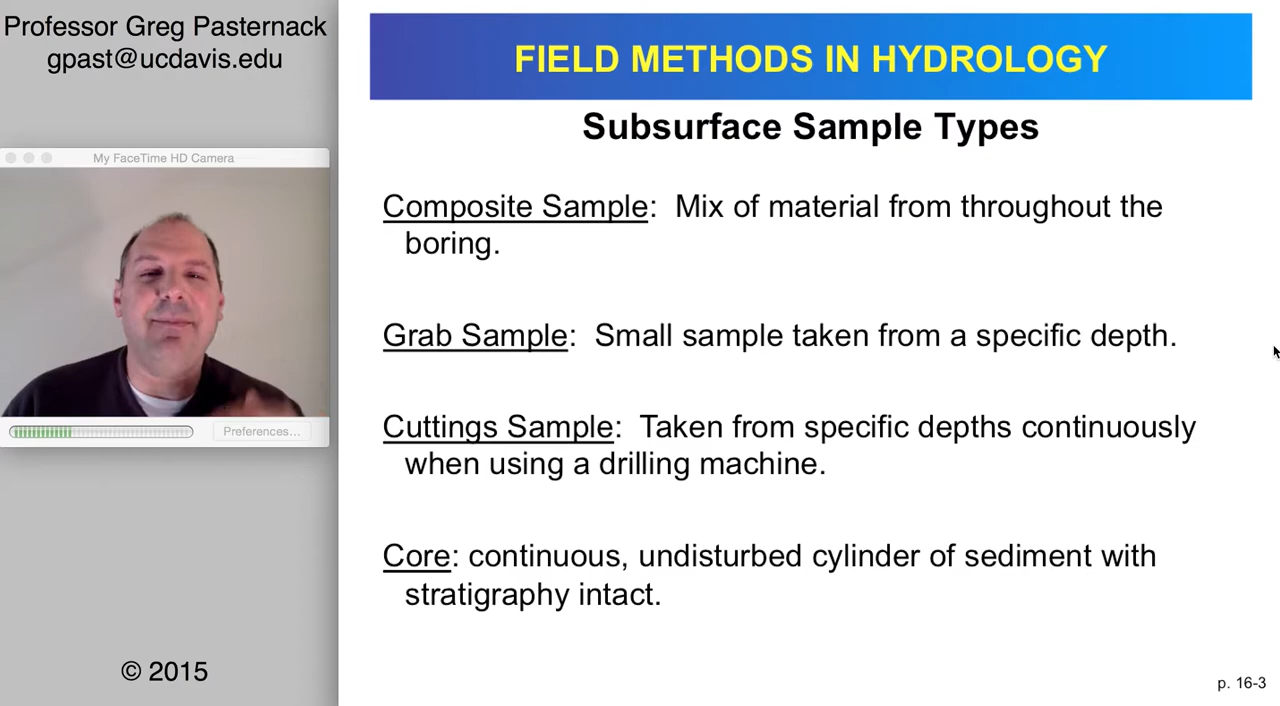 Professor Greg Pasternack
gpast@ucdavis.edu
My FaceTime HD Camera
Preferences...
© 2015
FIELD METHODS IN HYDROLOGY
Subsurface Sample Types
Composite Sample: Mix of material from throughout the
boring.
Grab Sample: Small sample taken from a specific depth.
Cuttings Sample: Taken from specific depths continuously
when using a drilling machine.
Core: continuous, undisturbed cylinder of sediment with
stratigraphy intact.
p. 16-3